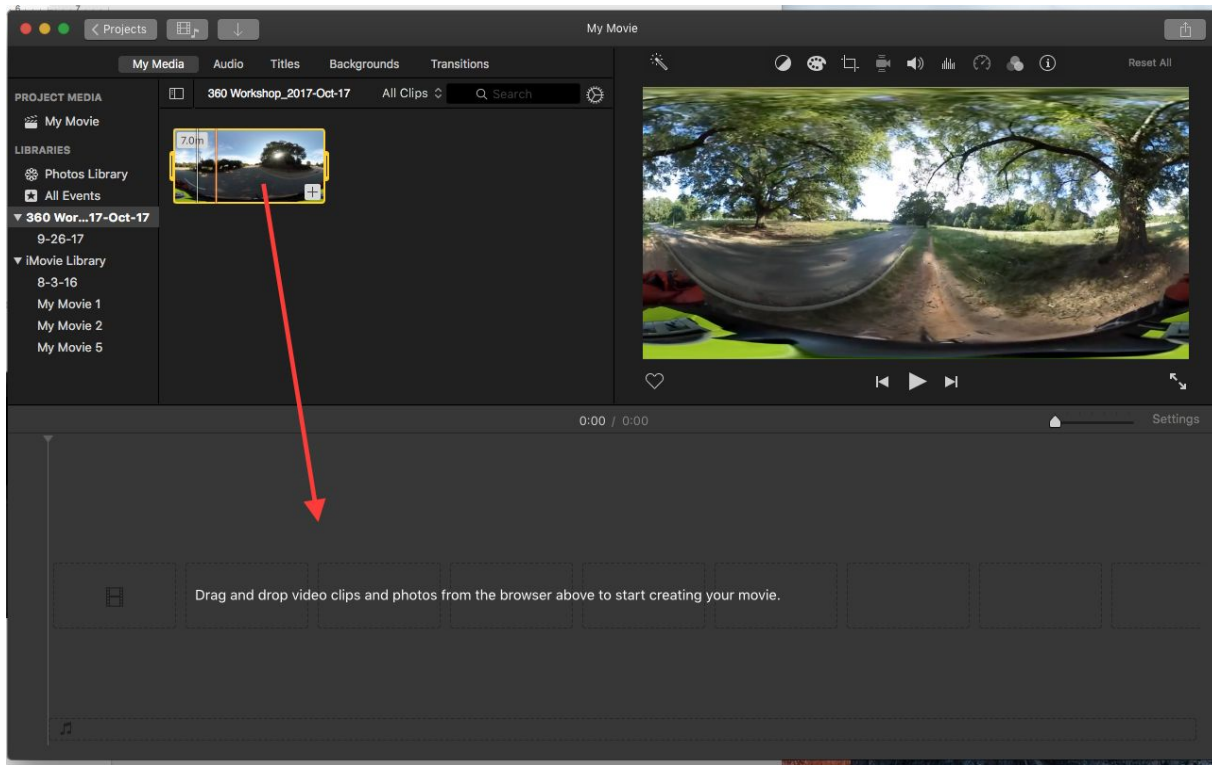 6
7
Projects
My Movie
My Media Audio Titles Backgrounds Transitions
Reset All
PROJECT MEDIA
My Movie
LIBRARIES
Photos Library
All Events
360 Wor...17-Oct-17
9-26-17
iMovie Library
8-3-16
My Movie 1
My Movie 2
My Movie 5
360 Workshop_2017-Oct-17 All Clips Search
7.0m
0:00 / 0:00
Settings
Drag and drop video clips and photos from the browser above to start creating your movie.